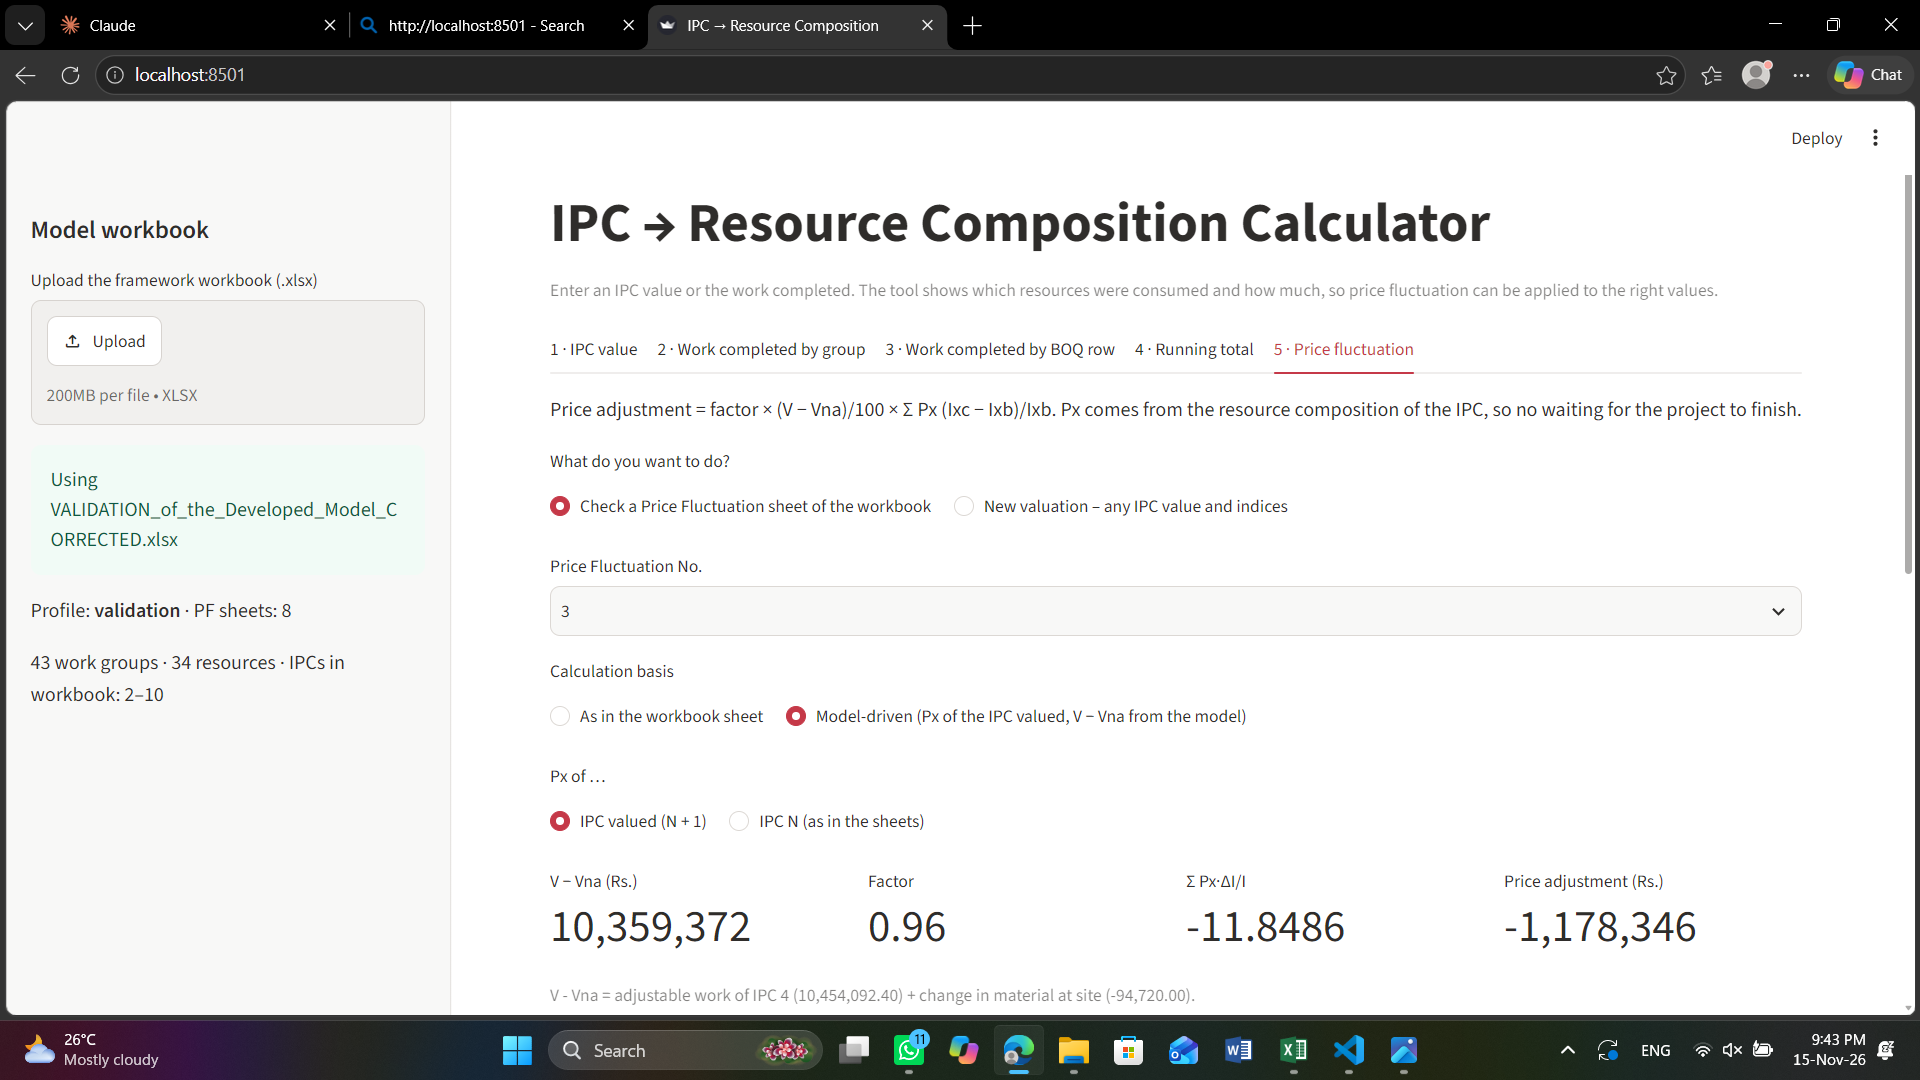 Claude
http://localhost:8501 - Search
IPC → Resource Composition
localhost:8501
Chat
Deploy
Model workbook
Upload the framework workbook (.xlsx)
Upload
200MB per file • XLSX
Using
VALIDATION_of_the_Developed_Model_C
ORRECTED.xlsx
Profile: validation · PF sheets: 8
43 work groups · 34 resources · IPCs in
workbook: 2–10
IPC → Resource Composition Calculator
Enter an IPC value or the work completed. The tool shows which resources were consumed and how much, so price fluctuation can be applied to the right values.
1 · IPC value
2 · Work completed by group
3 · Work completed by BOQ row
4 · Running total
5 · Price fluctuation
Price adjustment = factor × (V − Vna)/100 × Σ Px (Ixc − Ixb)/Ixb. Px comes from the resource composition of the IPC, so no waiting for the project to finish.
What do you want to do?
Check a Price Fluctuation sheet of the workbook
New valuation – any IPC value and indices
Price Fluctuation No.
3
Calculation basis
As in the workbook sheet
Model-driven (Px of the IPC valued, V − Vna from the model)
Px of …
IPC valued (N + 1)
IPC N (as in the sheets)
V − Vna (Rs.)
Factor
Σ Px·ΔI/I
Price adjustment (Rs.)
10,359,372
0.96
-11.8486
-1,178,346
V - Vna = adjustable work of IPC 4 (10,454,092.40) + change in material at site (-94,720.00).
26°C
Mostly cloudy
Search
11
ENG
9:43 PM
15-Nov-26